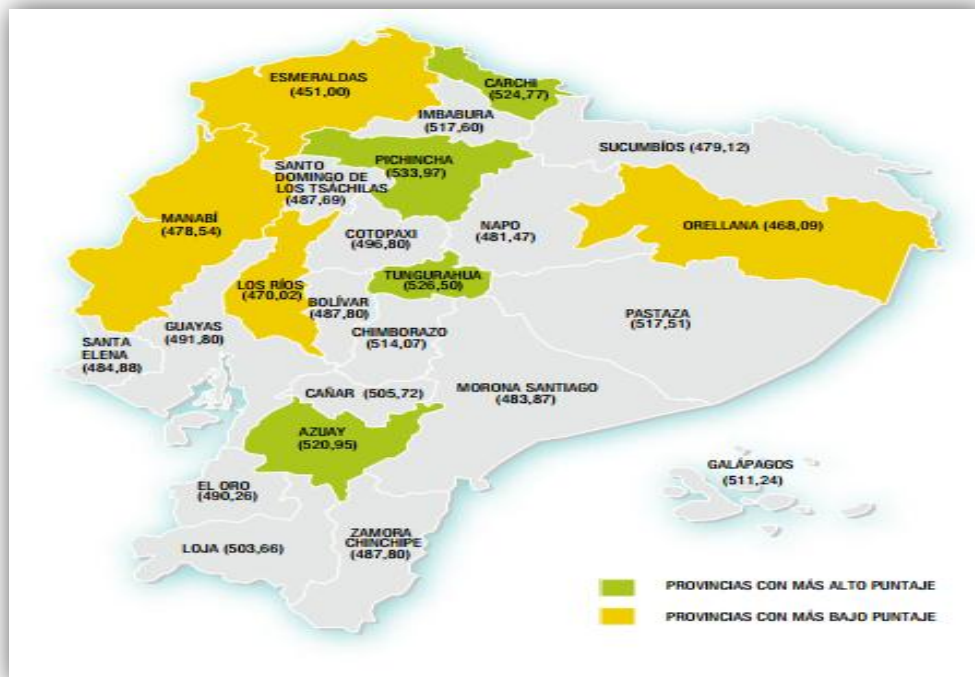 ESMERALDAS
(451,00)
CARCHI
(524,77)
IMBABURA
(517,60)
SUCUMBÍOS (479,12)
PICHINCHA
(533,97)
SANTO
DOMINGO DE
LOS TSÁCHILAS
(487,69)
MANABÍ
(478,54)
COTOPAXI
(496,80)
NAPO
(481,47)
ORELLANA (468,09)
LOS RÍOS
(470,02)
TUNGURAHUA
(526,50)
BOLÍVAR
(487,80)
GUAYAS
(491,80)
CHIMBORAZO
(514,07)
PASTAZA
(517,51)
SANTA
ELENA
(484,88)
CAÑAR (505,72)
MORONA SANTIAGO
(483,87)
AZUAY
(520,95)
GALÁPAGOS
(511,24)
EL ORO
(490,26)
LOJA (503,66)
ZAMORA
CHINCHIPE
(487,80)
PROVINCIAS CON MÁS ALTO PUNTAJE
PROVINCIAS CON MÁS BAJO PUNTAJE